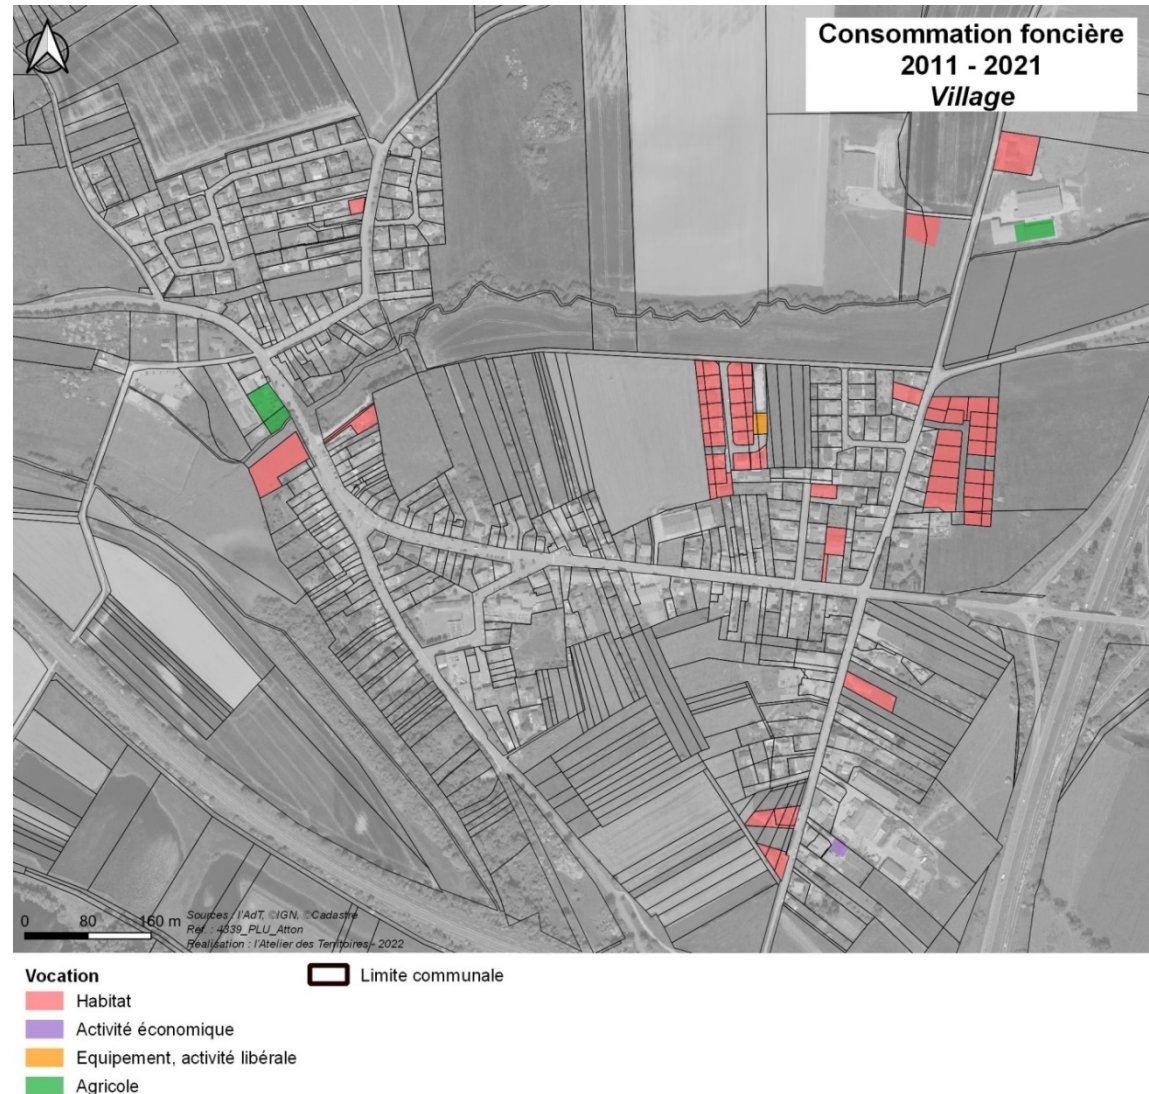 Consommation foncière
2011 - 2021
Village
0 80 160 m
Sources : l'AdT, ©IGN, ©Cadastre
Réf. : 4339_PLU_Atton
Réalisation : l'Atelier des Territoires - 2022
Vocation
Limite communale
Habitat
Activité économique
Equipement, activité libérale
Agricole